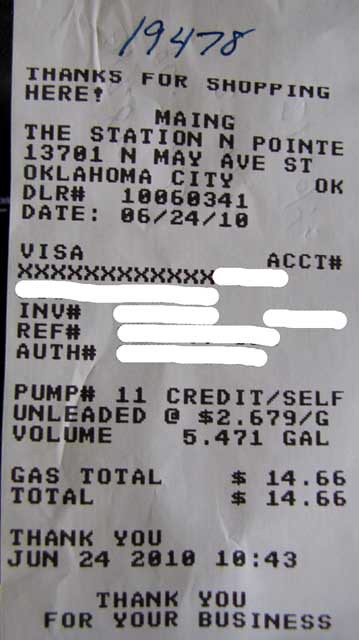 19478
THANKS FOR SHOPPING
HERE!
MAING
THE STATION N POINTE
13701 N MAY AVE ST
OKLAHOMA CITY OK
DLR# 10060341
DATE: 06/24/10
VISA ACCT#
XXXXXXXXXXXX
INV#
REF#
AUTH#
PUMP# 11 CREDIT/SELF
UNLEADED @ $2.679/G
VOLUME 5.471 GAL
GAS TOTAL $ 14.66
TOTAL $ 14.66
THANK YOU
JUN 24 2010 10:43
THANK YOU
FOR YOUR BUSINESS